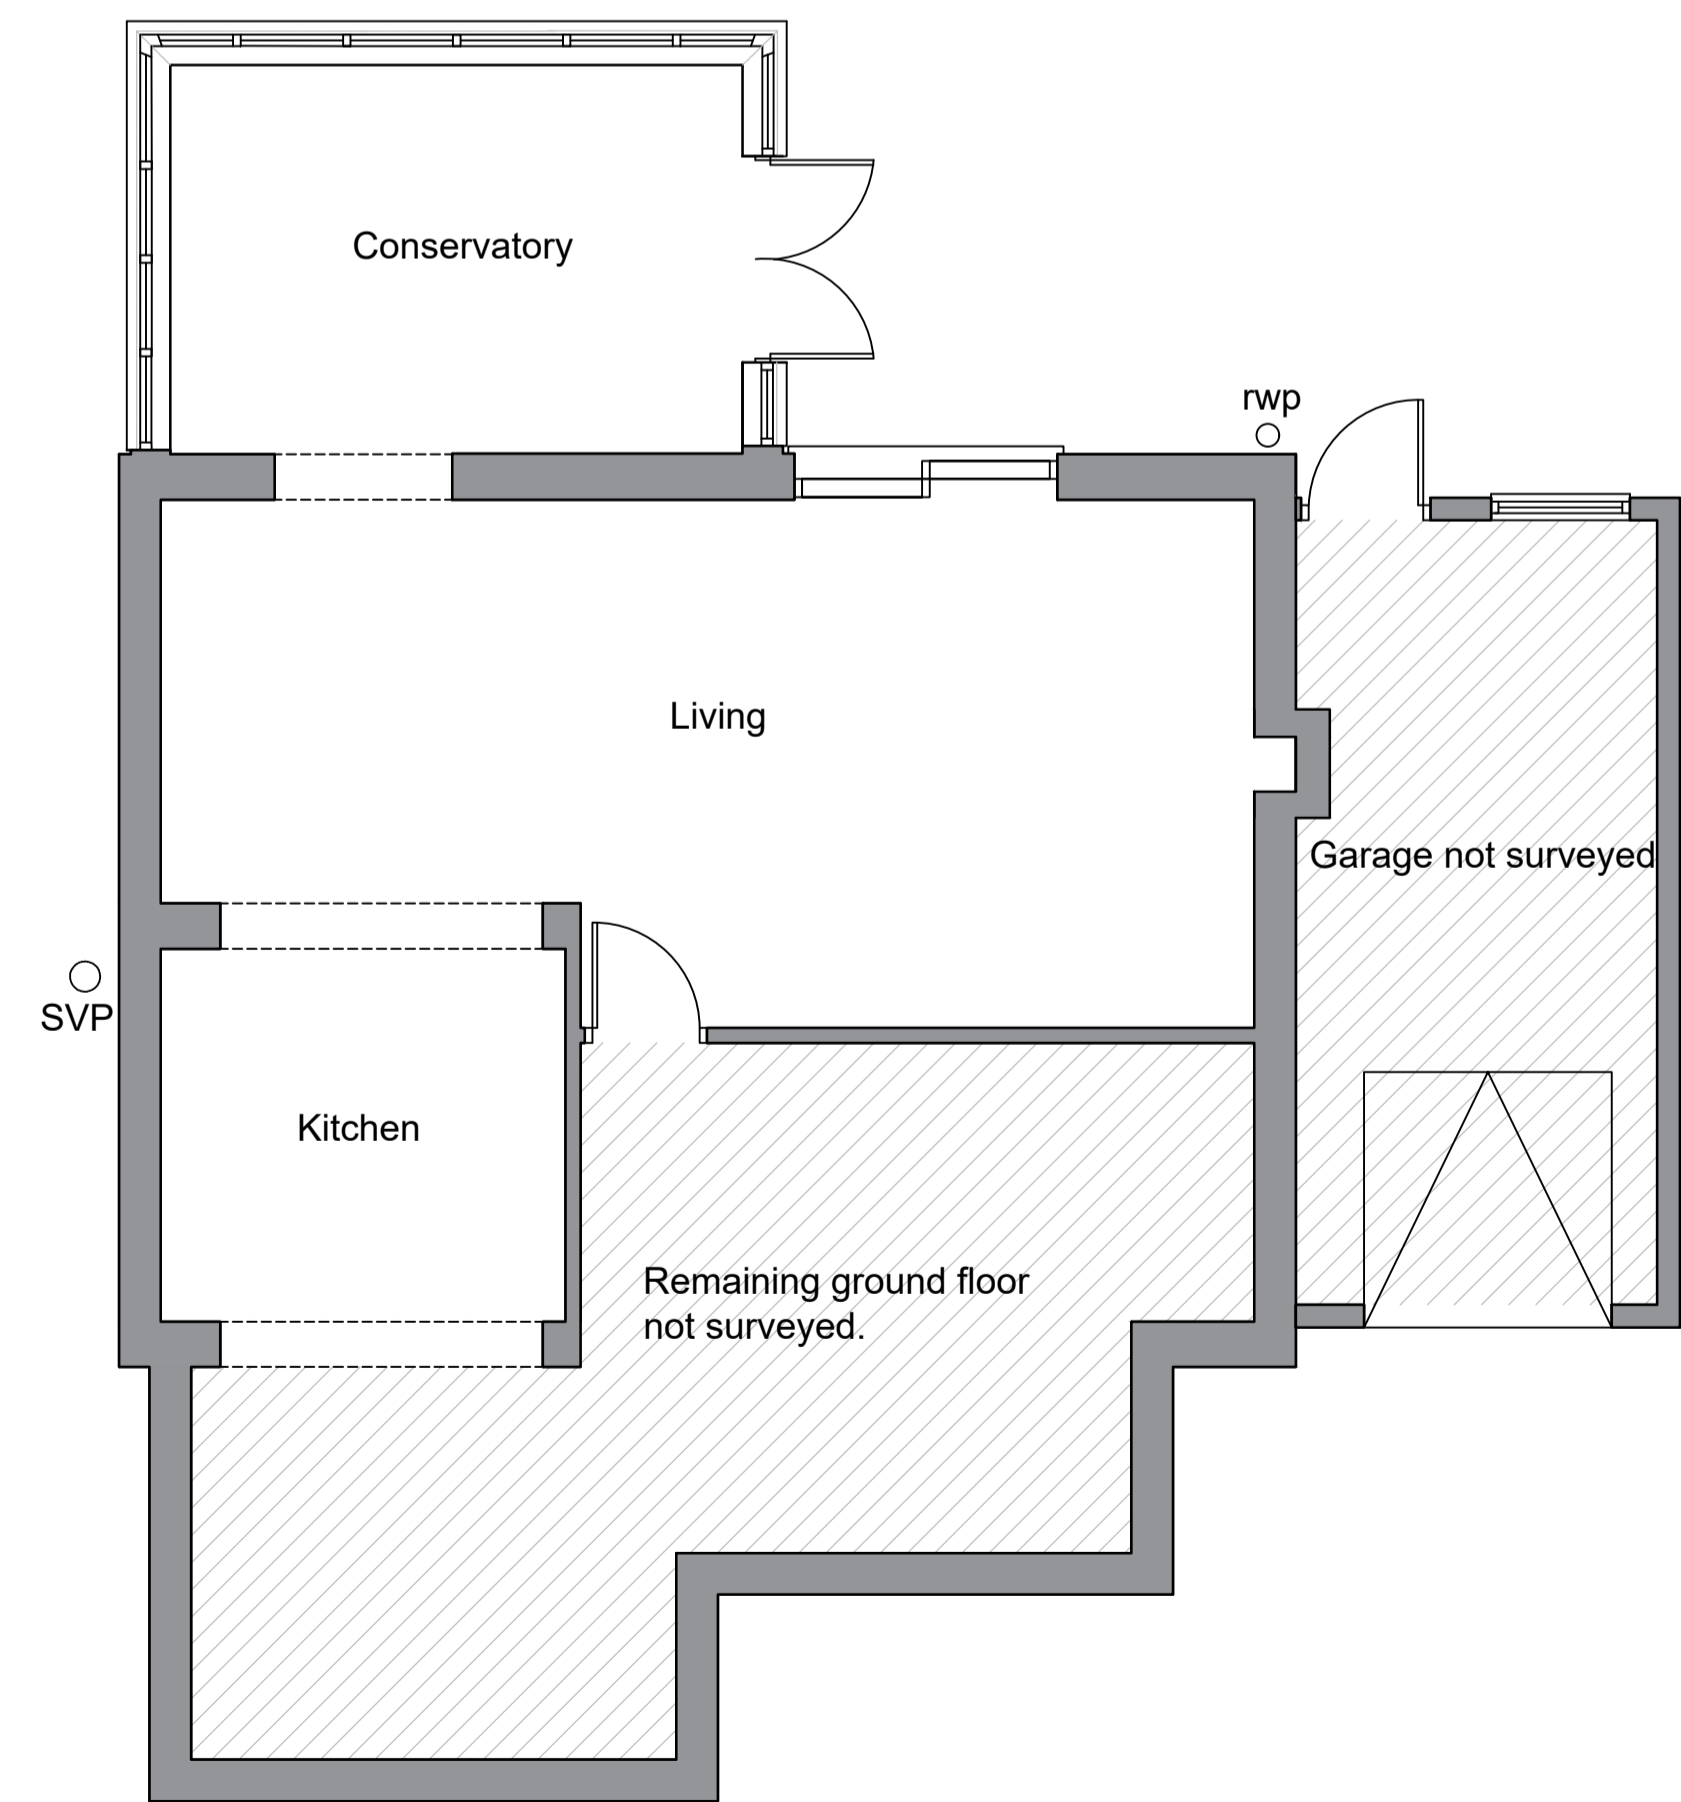 Conservatory
rwp
Living
Garage not surveyed
SVP
Kitchen
Remaining ground floor
not surveyed.